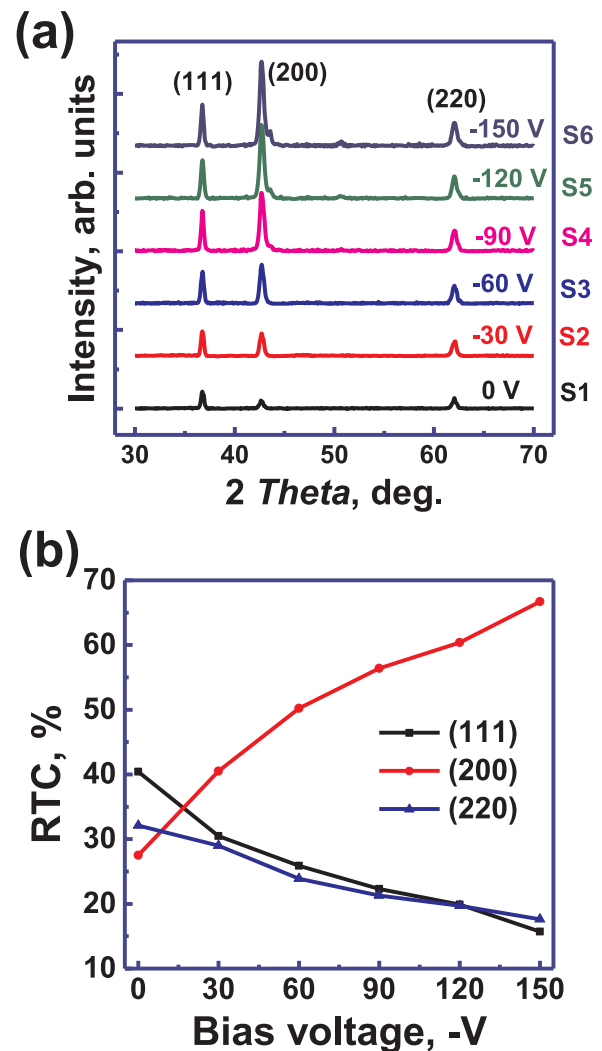 (a)
(111)
(200)
(220)
-150 V S6
-120 V S5
-90 V S4
-60 V S3
-30 V S2
0 V S1
Intensity, arb. units
30 40 50 60 70
2 Theta, deg.
(b)
70
60
50
40
30
20
10
RTC, %
(111)
(200)
(220)
0 30 60 90 120 150
Bias voltage, -V